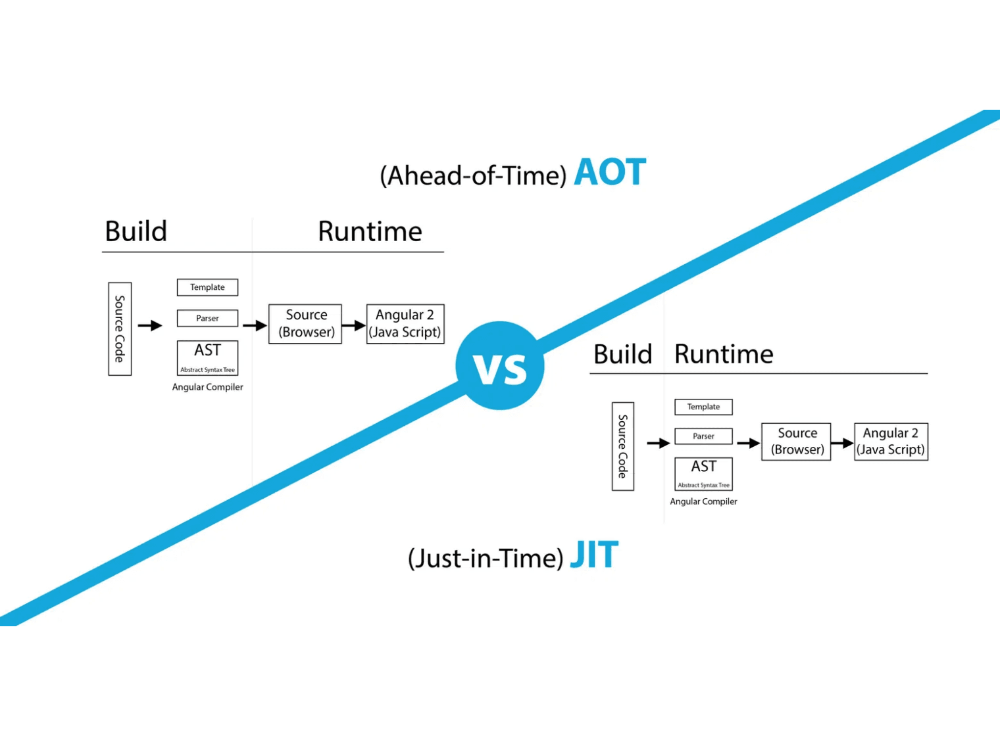 (Ahead-of-Time) AOT
Build
Runtime
Source Code
Template
Parser
AST
Abstract Syntax Tree
Angular Compiler
Source
(Browser)
Angular 2
(Java Script)
VS
Build
Runtime
Source Code
Template
Parser
AST
Abstract Syntax Tree
Angular Compiler
Source
(Browser)
Angular 2
(Java Script)
(Just-in-Time) JIT